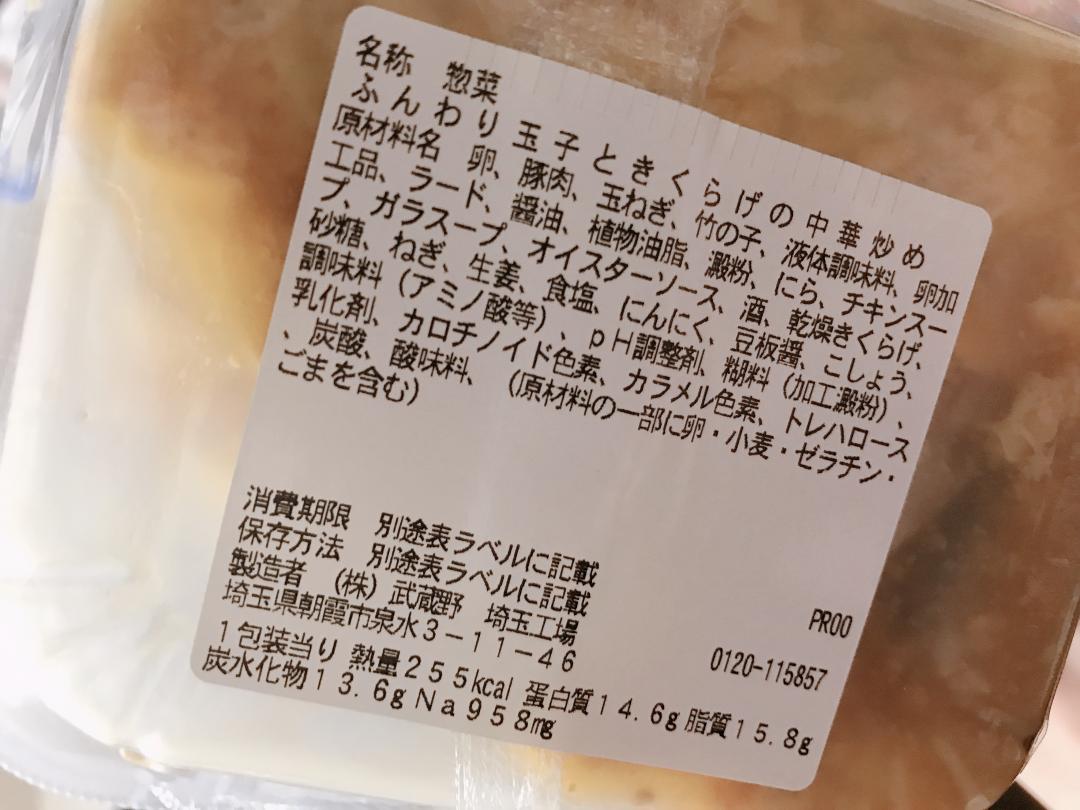 名称　惣菜
ふんわり玉子ときくらげの中華炒め
原材料名　卵、豚肉、玉ねぎ、竹の子、液体調味料、卵加
工品、ラード、醤油、植物油脂、澱粉、にら、チキンスー
プ、ガラスープ、オイスターソース、酒、乾燥きくらげ、
砂糖、ねぎ、生姜、食塩、にんにく、豆板醤、こしょう、
調味料（アミノ酸等）、pH調整剤、糊料（加工澱粉）、
乳化剤、カロチノイド色素、カラメル色素、トレハロース
、炭酸、酸味料、（原材料の一部に卵・小麦・ゼラチン・
ごまを含む）
消費期限　別途表ラベルに記載
保存方法　別途表ラベルに記載
製造者　（株）武蔵野　埼玉工場
埼玉県朝霞市泉水３－１１－４６
PR00
0120-115857
１包装当り 熱量２５５kcal 蛋白質１４．６g 脂質１５．８g
炭水化物１３．６g Ｎａ９５８mg